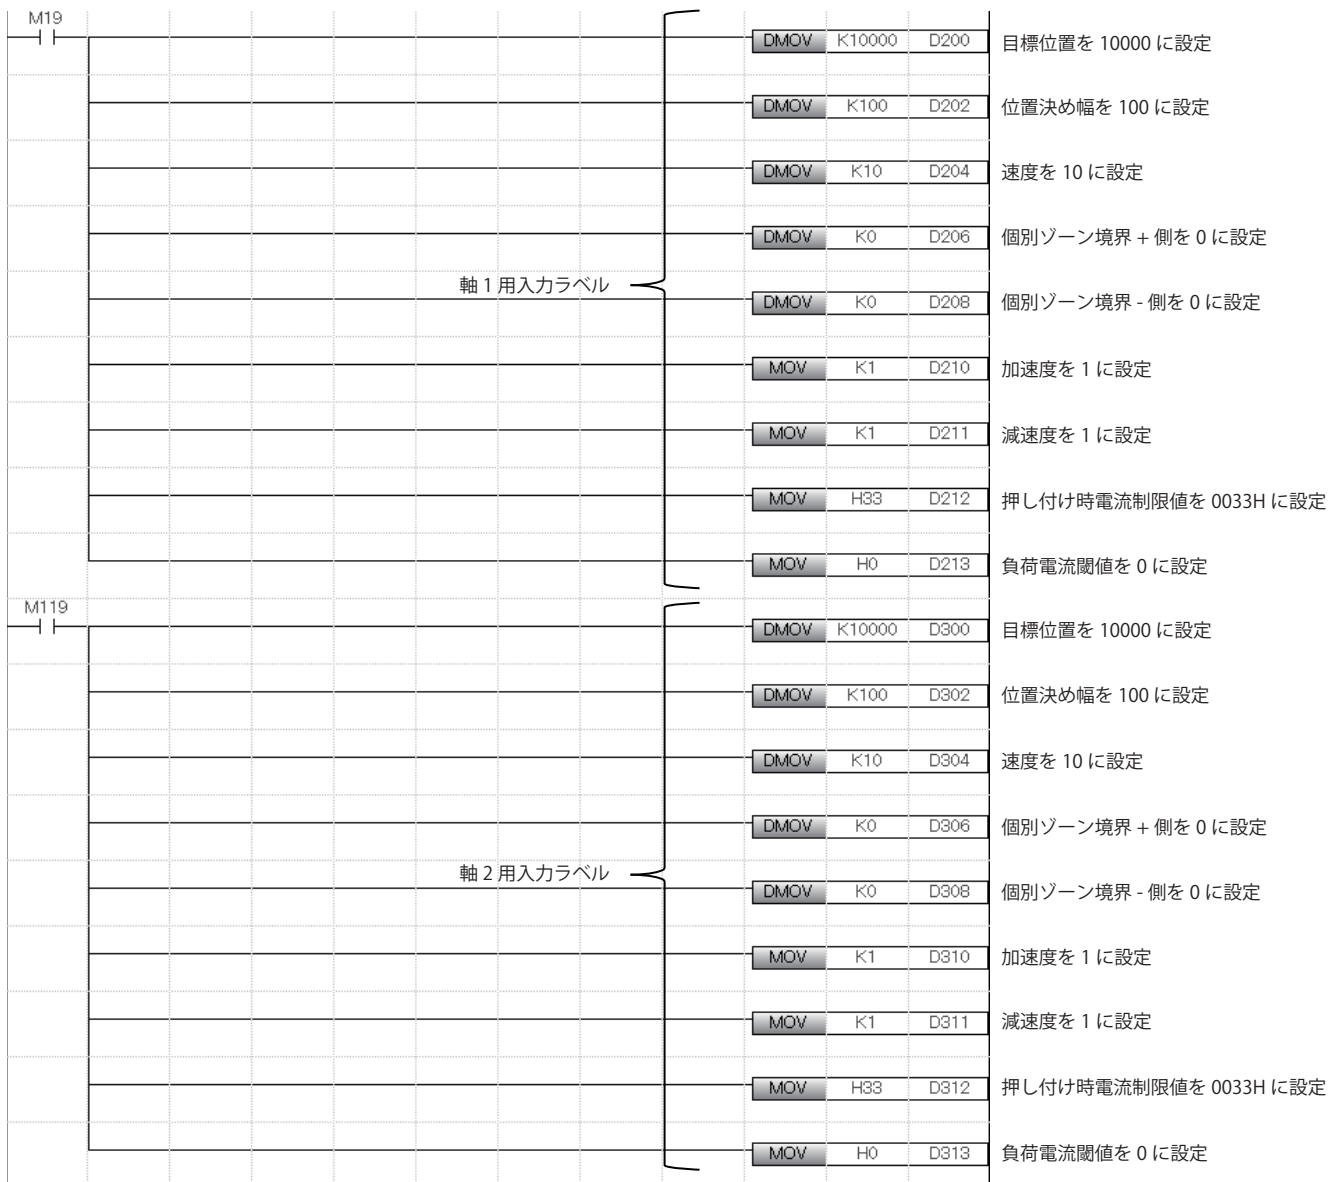 M19
DMOV K10000 D200 目標位置を 10000 に設定
DMOV K100 D202 位置決め幅を 100 に設定
DMOV K10 D204 速度を 10 に設定
DMOV K0 D206 個別ゾーン境界 + 側を 0 に設定
軸 1 用入力ラベル
DMOV K0 D208 個別ゾーン境界 - 側を 0 に設定
MOV K1 D210 加速度を 1 に設定
MOV K1 D211 減速度を 1 に設定
MOV H33 D212 押し付け時電流制限値を 0033H に設定
MOV H0 D213 負荷電流閾値を 0 に設定
M119
DMOV K10000 D300 目標位置を 10000 に設定
DMOV K100 D302 位置決め幅を 100 に設定
DMOV K10 D304 速度を 10 に設定
DMOV K0 D306 個別ゾーン境界 + 側を 0 に設定
軸 2 用入力ラベル
DMOV K0 D308 個別ゾーン境界 - 側を 0 に設定
MOV K1 D310 加速度を 1 に設定
MOV K1 D311 減速度を 1 に設定
MOV H33 D312 押し付け時電流制限値を 0033H に設定
MOV H0 D313 負荷電流閾値を 0 に設定